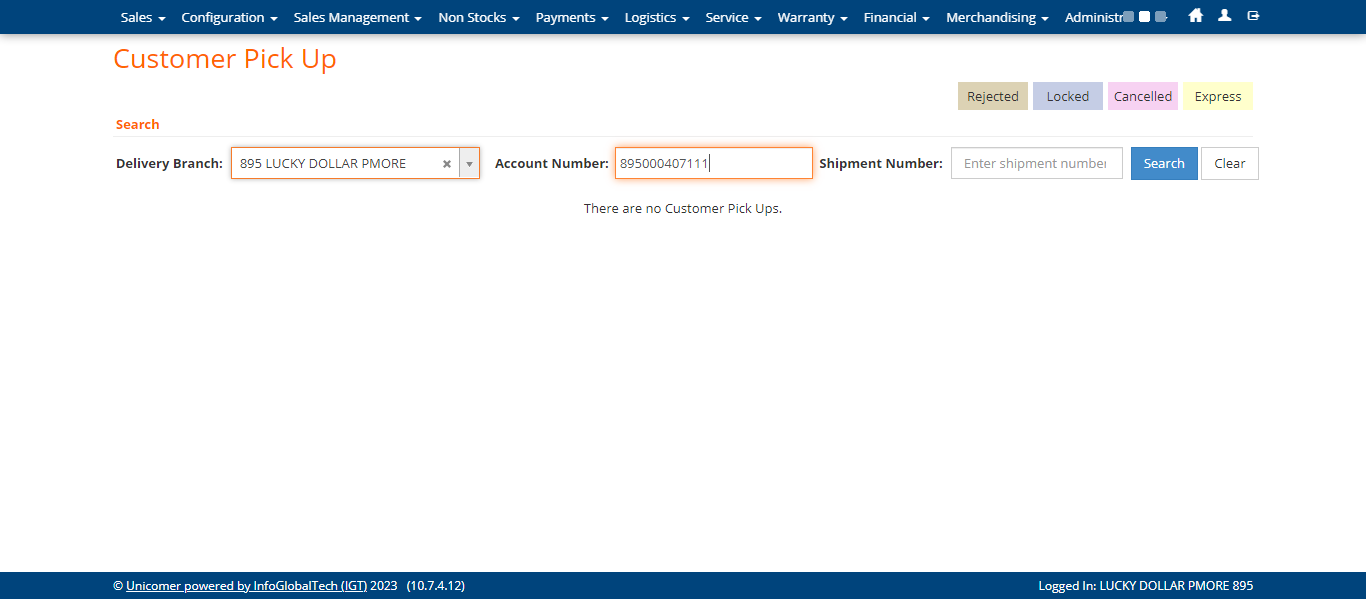 Sales Configuration Sales Management Non Stocks Payments Logistics Service Warranty Financial Merchandising Administr
Customer Pick Up
Rejected Locked Cancelled Express
Search
Delivery Branch: 895 LUCKY DOLLAR PMORE Account Number: 895000407111 Shipment Number: Enter shipment number Search Clear
There are no Customer Pick Ups.
© Unicomer powered by InfoGlobalTech (IGT) 2023 (10.7.4.12) Logged In: LUCKY DOLLAR PMORE 895